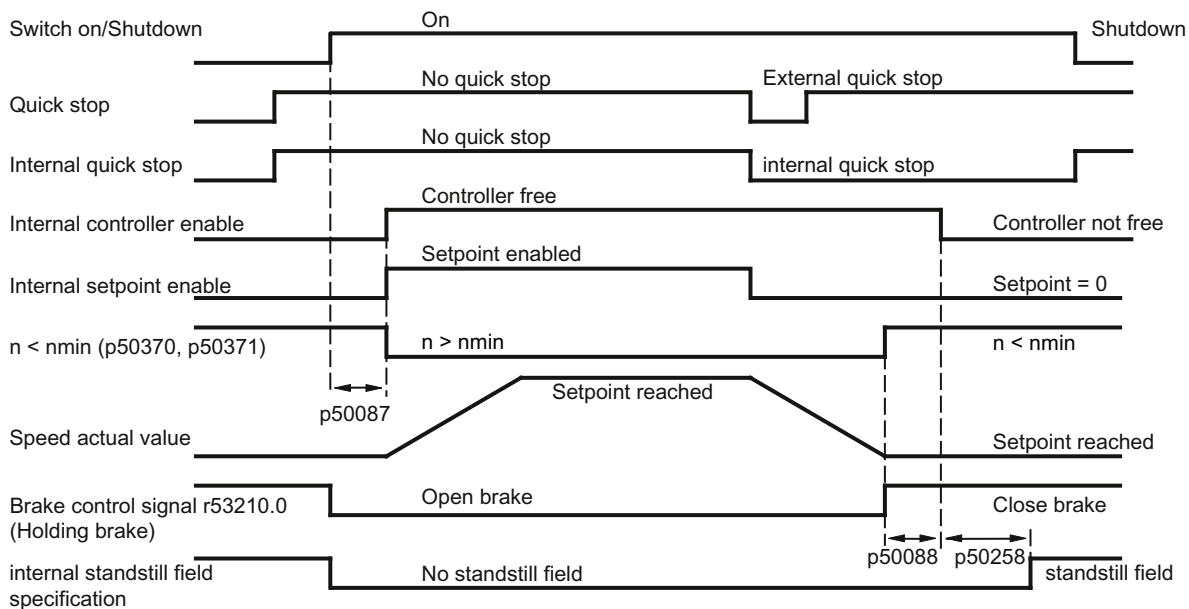 Switch on/Shutdown
On
Shutdown
Quick stop
No quick stop
External quick stop
Internal quick stop
No quick stop
internal quick stop
Internal controller enable
Controller free
Controller not free
Internal setpoint enable
Setpoint enabled
Setpoint = 0
n < nmin (p50370, p50371)
n > nmin
n < nmin
p50087
Setpoint reached
Speed actual value
Setpoint reached
Brake control signal r53210.0
(Holding brake)
Open brake
Close brake
p50088
p50258
internal standstill field
specification
No standstill field
standstill field